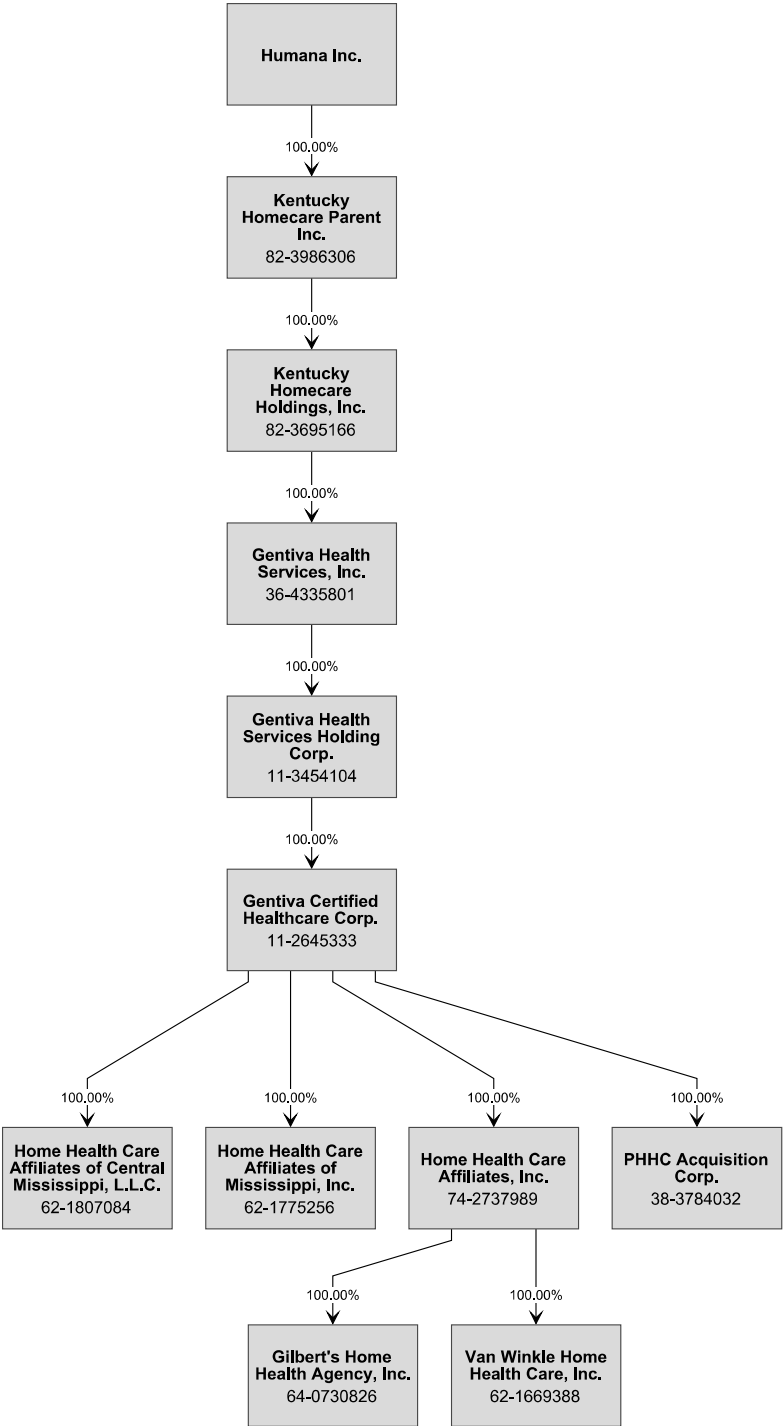 Humana Inc.
100.00%
Kentucky
Homecare Parent
Inc.
82-3986306
100.00%
Kentucky
Homecare
Holdings, Inc.
82-3695166
100.00%
Gentiva Health
Services, Inc.
36-4335801
100.00%
Gentiva Health
Services Holding
Corp.
11-3454104
100.00%
Gentiva Certified
Healthcare Corp.
11-2645333
100.00%
100.00%
100.00%
100.00%
Home Health Care
Affiliates of Central
Mississippi, L.L.C.
62-1807084
Home Health Care
Affiliates of
Mississippi, Inc.
62-1775256
Home Health Care
Affiliates, Inc.
74-2737989
PHHC Acquisition
Corp.
38-3784032
100.00%
100.00%
Gilbert's Home
Health Agency, Inc.
64-0730826
Van Winkle Home
Health Care, Inc.
62-1669388